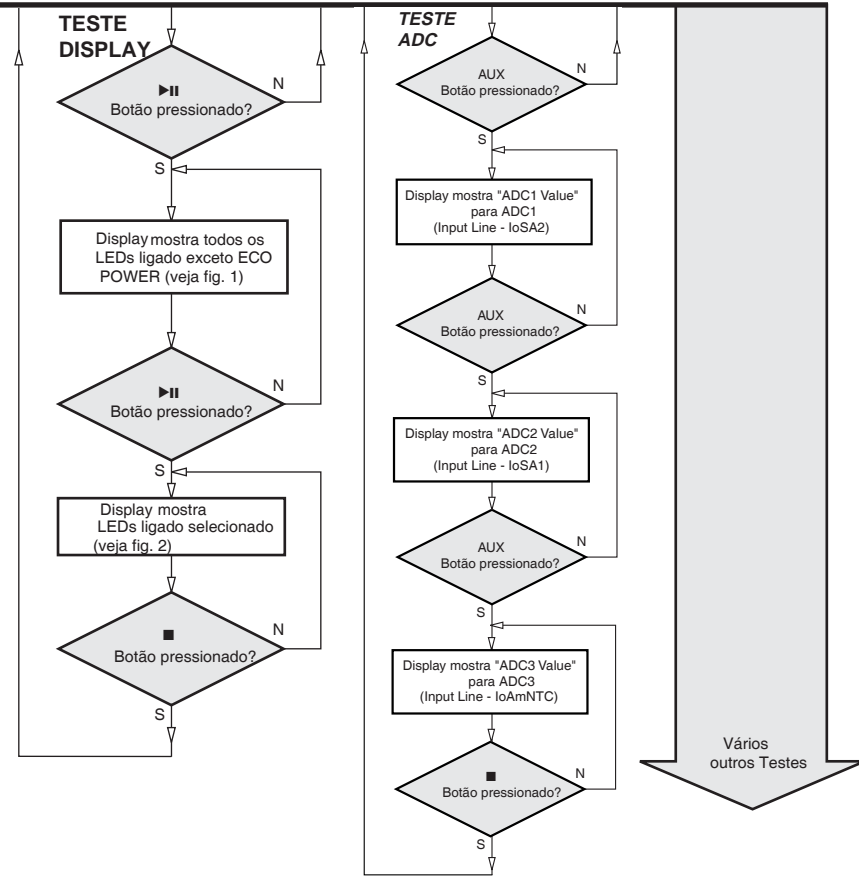 TESTE
DISPLAY
▶II
Botão pressionado?
N
S
Display mostra todos os
LEDs ligado exceto ECO
POWER (veja fig. 1)
▶II
Botão pressionado?
N
S
Display mostra
LEDs ligado selecionado
(veja fig. 2)
■
Botão pressionado?
N
S
TESTE
ADC
AUX
Botão pressionado?
N
S
Display mostra "ADC1 Value"
para ADC1
(Input Line - IoSA2)
AUX
Botão pressionado?
N
S
Display mostra "ADC2 Value"
para ADC2
(Input Line - IoSA1)
AUX
Botão pressionado?
N
S
Display mostra "ADC3 Value"
para ADC3
(Input Line - IoAmNTC)
■
Botão pressionado?
N
S
Vários
outros Testes